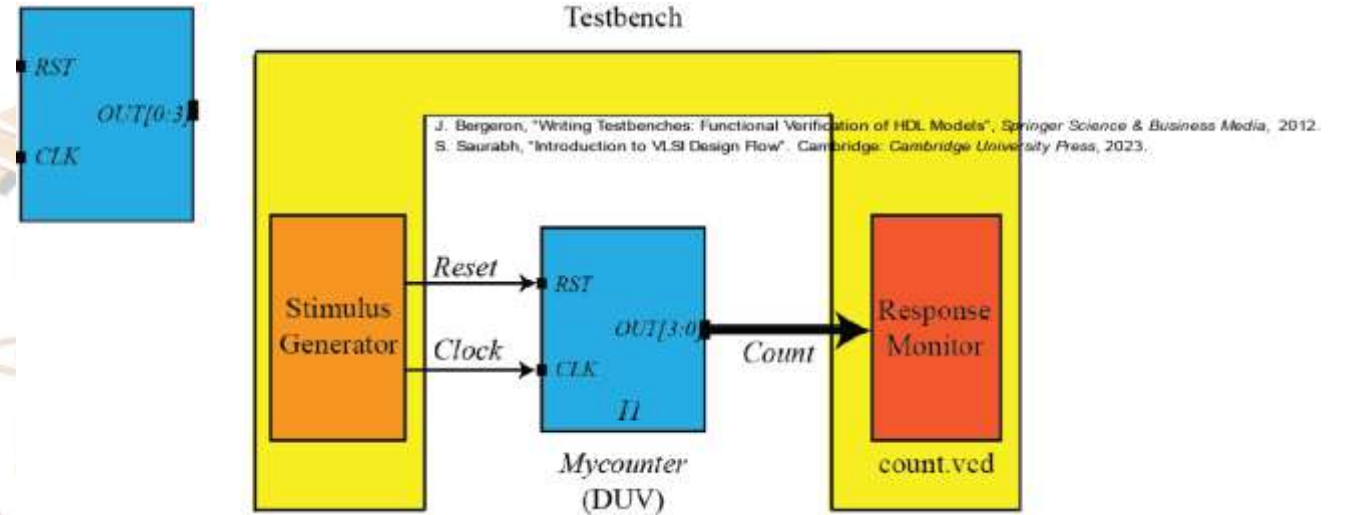 Testbench
RST
OUT[0:3]
CLK
J. Bergeron, "Writing Testbenches: Functional Verification of HDL Models", Springer Science & Business Media, 2012.
S. Saurabh, "Introduction to VLSI Design Flow". Cambridge: Cambridge University Press, 2023.
Stimulus
Generator
Reset
Clock
RST
OUT[3:0]
CLK
I1
Mycounter
(DUV)
Count
Response
Monitor
count.vcd